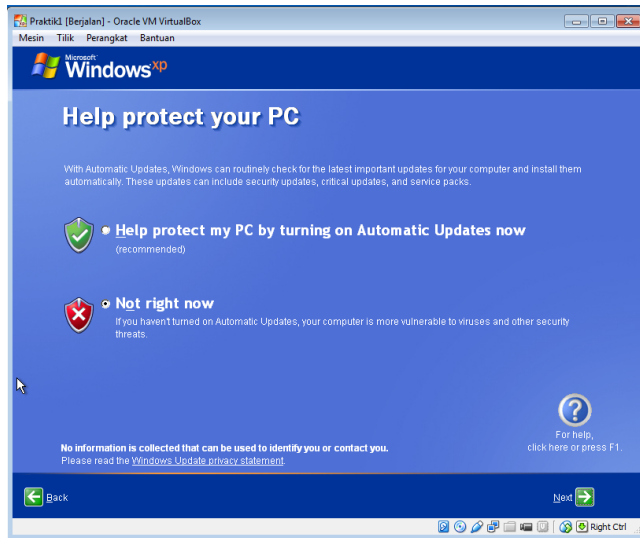 Praktik1 [Berjalan] - Oracle VM VirtualBox
Mesin Tilik Perangkat Bantuan
Microsoft
Windows xp
Help protect your PC
With Automatic Updates, Windows can routinely check for the latest important updates for your computer and install them
automatically. These updates can include security updates, critical updates, and service packs.
Help protect my PC by turning on Automatic Updates now
(recommended)
Not right now
If you haven't turned on Automatic Updates, your computer is more vulnerable to viruses and other security
threats.
For help,
click here or press F1.
No information is collected that can be used to identify you or contact you.
Please read the Windows Update privacy statement.
Back
Next
Right Ctrl